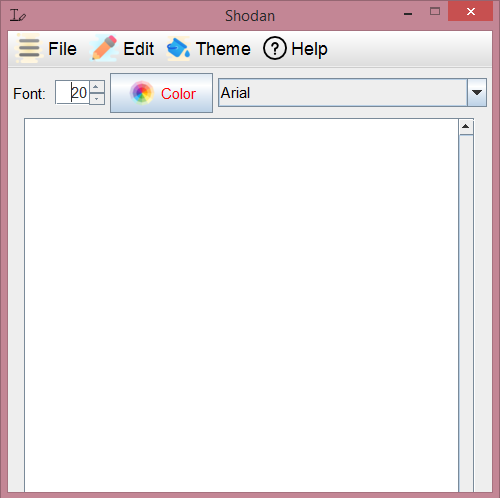 Shodan
File Edit Theme Help
Font: 20 Color Arial